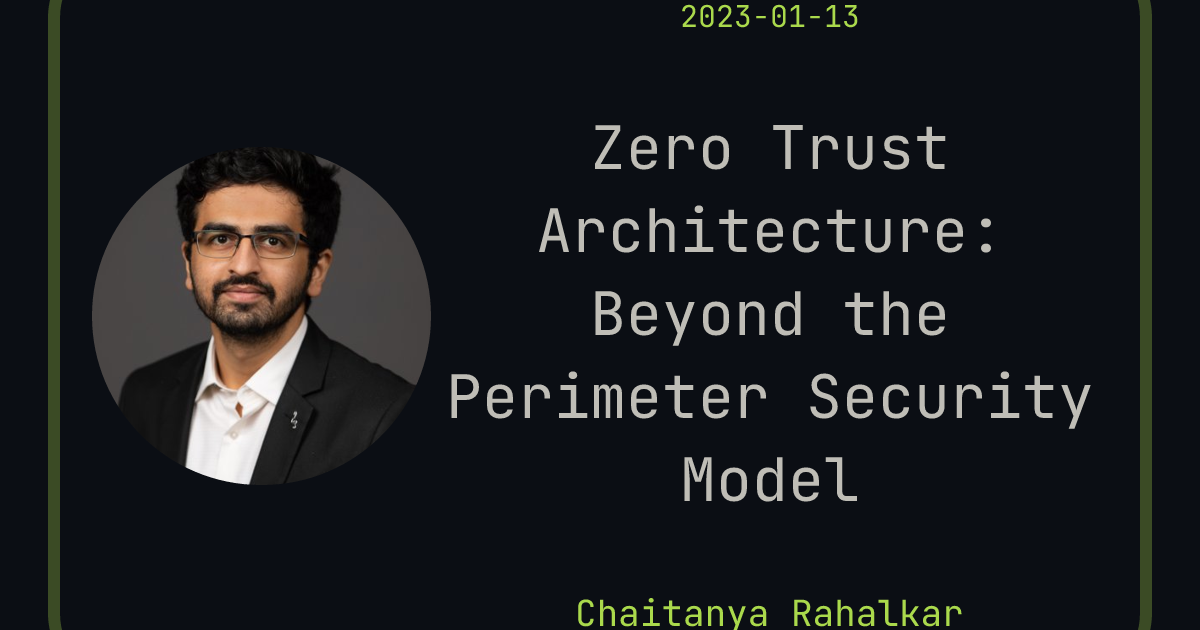 2023-01-13
Zero Trust
Architecture:
Beyond the
Perimeter Security
Model
Chaitanya Rahalkar